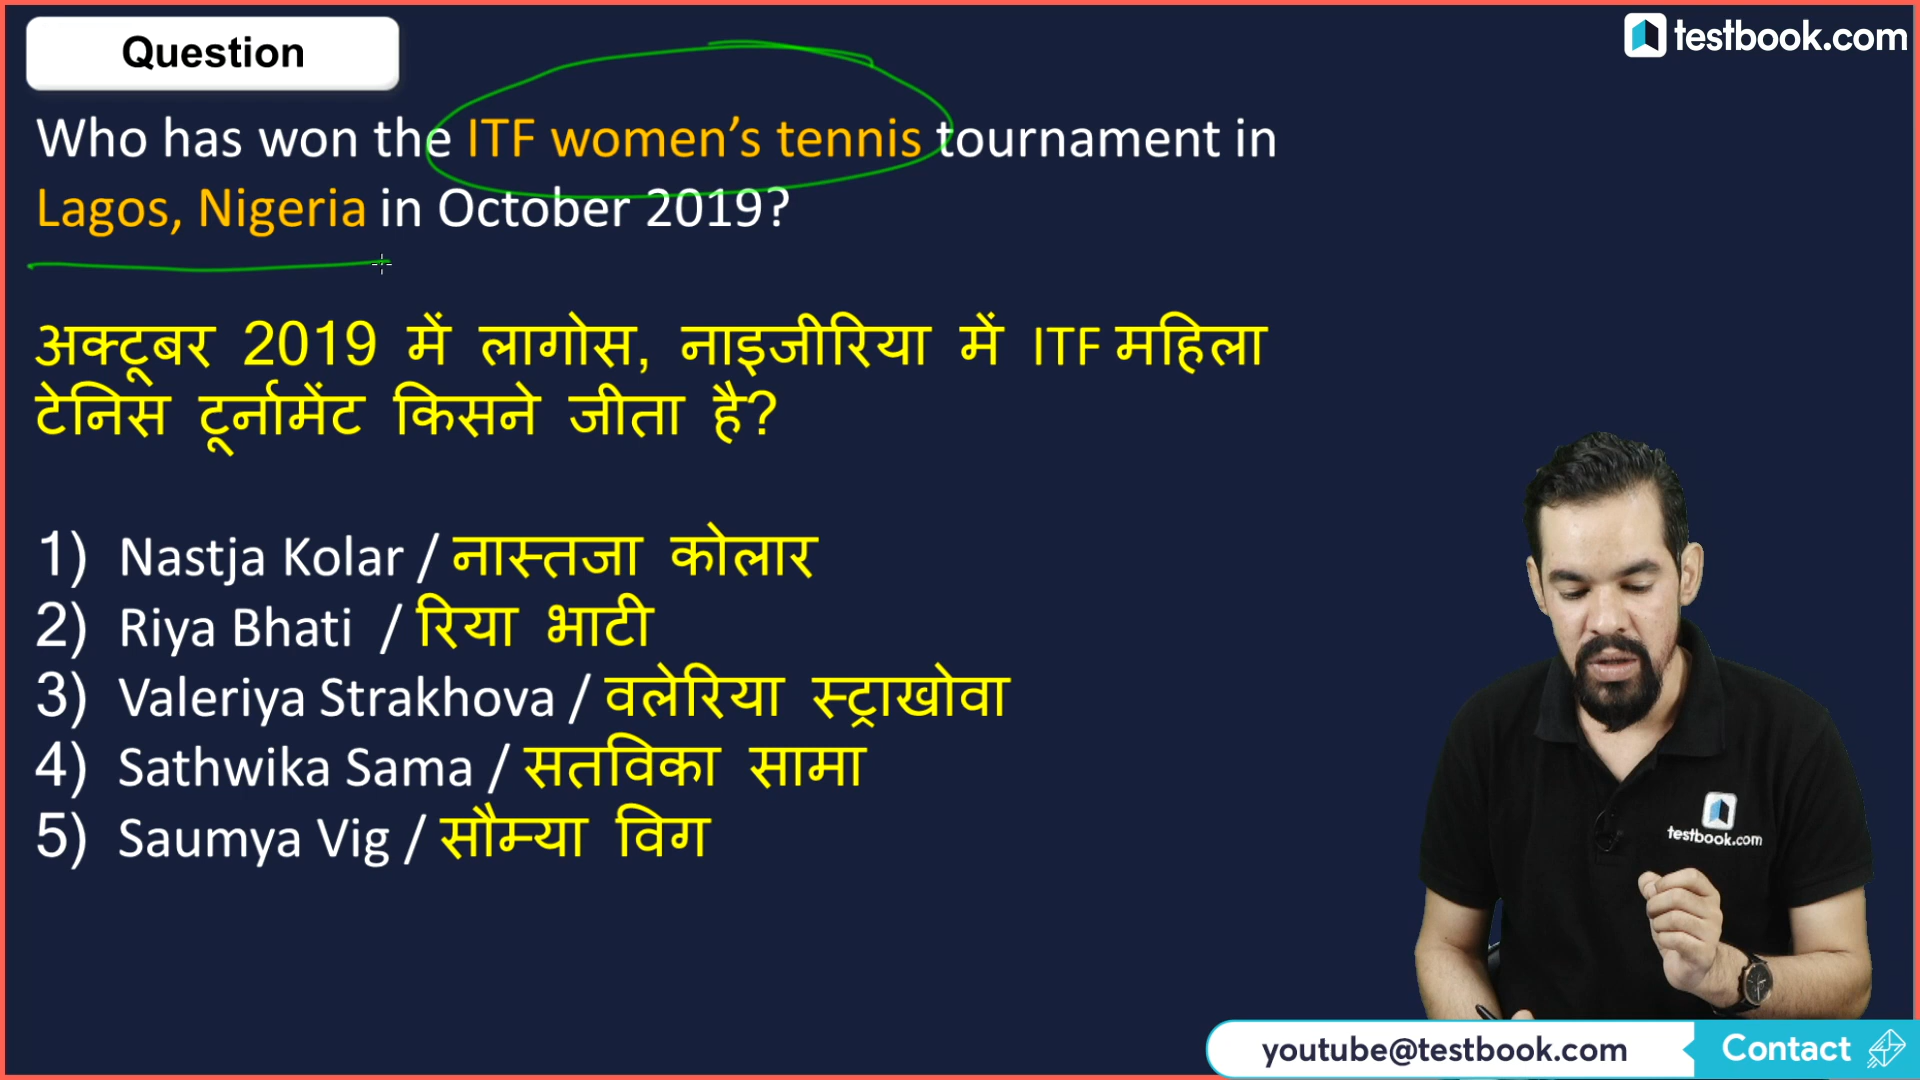 Question
testbook.com
Who has won the ITF women’s tennis tournament in
Lagos, Nigeria in October 2019?
अक्टूबर 2019 में लागोस, नाइजीरिया में ITF महिला
टेनिस टूर्नामेंट किसने जीता है?
1) Nastja Kolar / नास्तजा कोलार
2) Riya Bhati / रिया भाटी
3) Valeriya Strakhova / वलेरिया स्ट्राखोवा
4) Sathwika Sama / सतविका सामा
5) Saumya Vig / सौम्या विग
testbook.com
youtube@testbook.com Contact